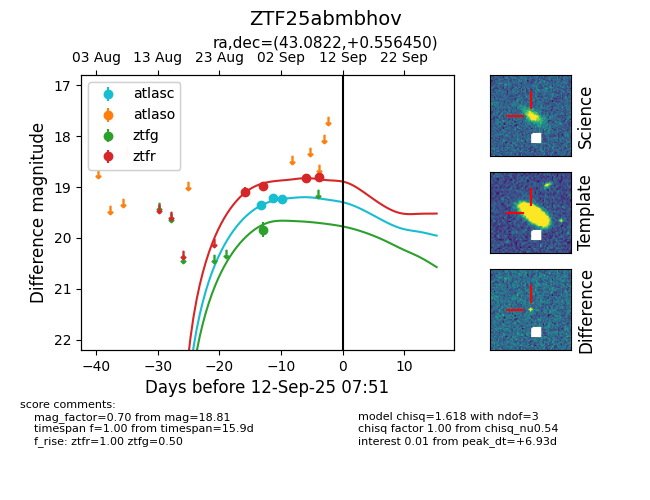 ZTF25abmbhov
ra,dec=(43.0822,+0.556450)
03 Aug 13 Aug 23 Aug 02 Sep 12 Sep 22 Sep
17
18
19
20
21
22
Difference magnitude
atlasc
atlaso
ztfg
ztfr
−40 −30 −20 −10 0 10
Days before 12-Sep-25 07:51
Science
Template
Difference
score comments:
mag_factor=0.70 from mag=18.81
timespan f=1.00 from timespan=15.9d
f_rise: ztfr=1.00 ztfg=0.50
model chisq=1.618 with ndof=3
chisq factor 1.00 from chisq_nu0.54
interest 0.01 from peak_dt=+6.93d